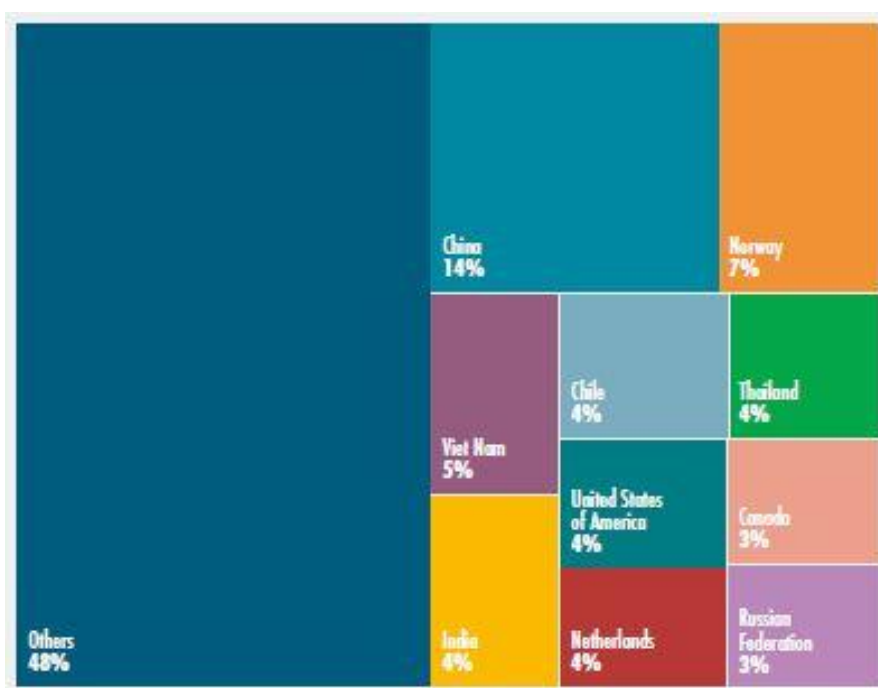 China
14%
Norway
7%
Chile
4%
Thailand
4%
Viet Nam
5%
United States
of America
4%
Canada
3%
Others
48%
India
4%
Netherlands
4%
Russian
Federation
3%